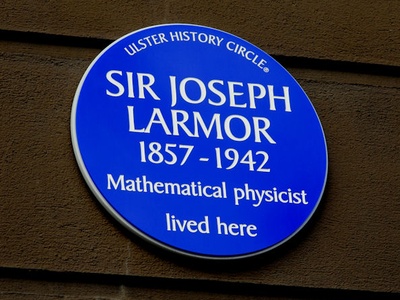 ULSTER HISTORY CIRCLE®
SIR JOSEPH
LARMOR
1857 - 1942
Mathematical physicist
lived here